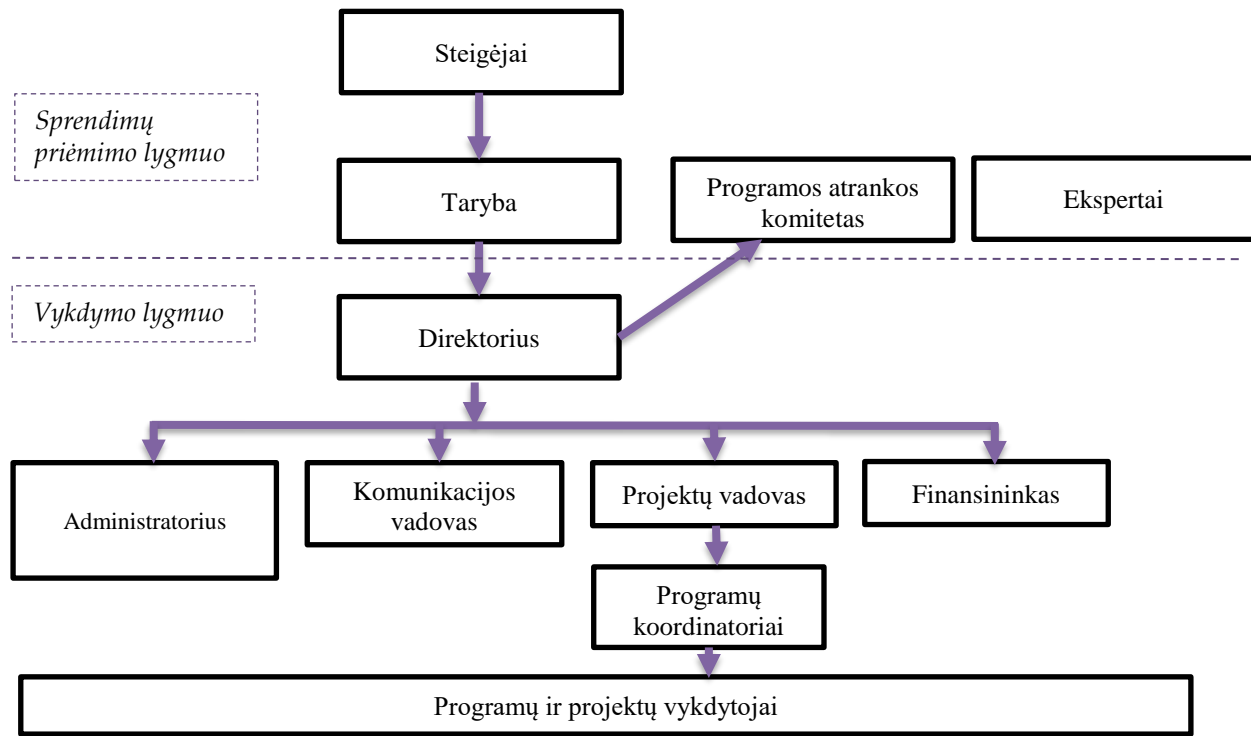 Steigėjai
Sprendimų
priėmimo lygmuo
Taryba
Programos atrankos
komitetas
Ekspertai
Vykdymo lygmuo
Direktorius
Administratorius
Komunikacijos
vadovas
Projektų vadovas
Finansininkas
Programų
koordinatoriai
Programų ir projektų vykdytojai